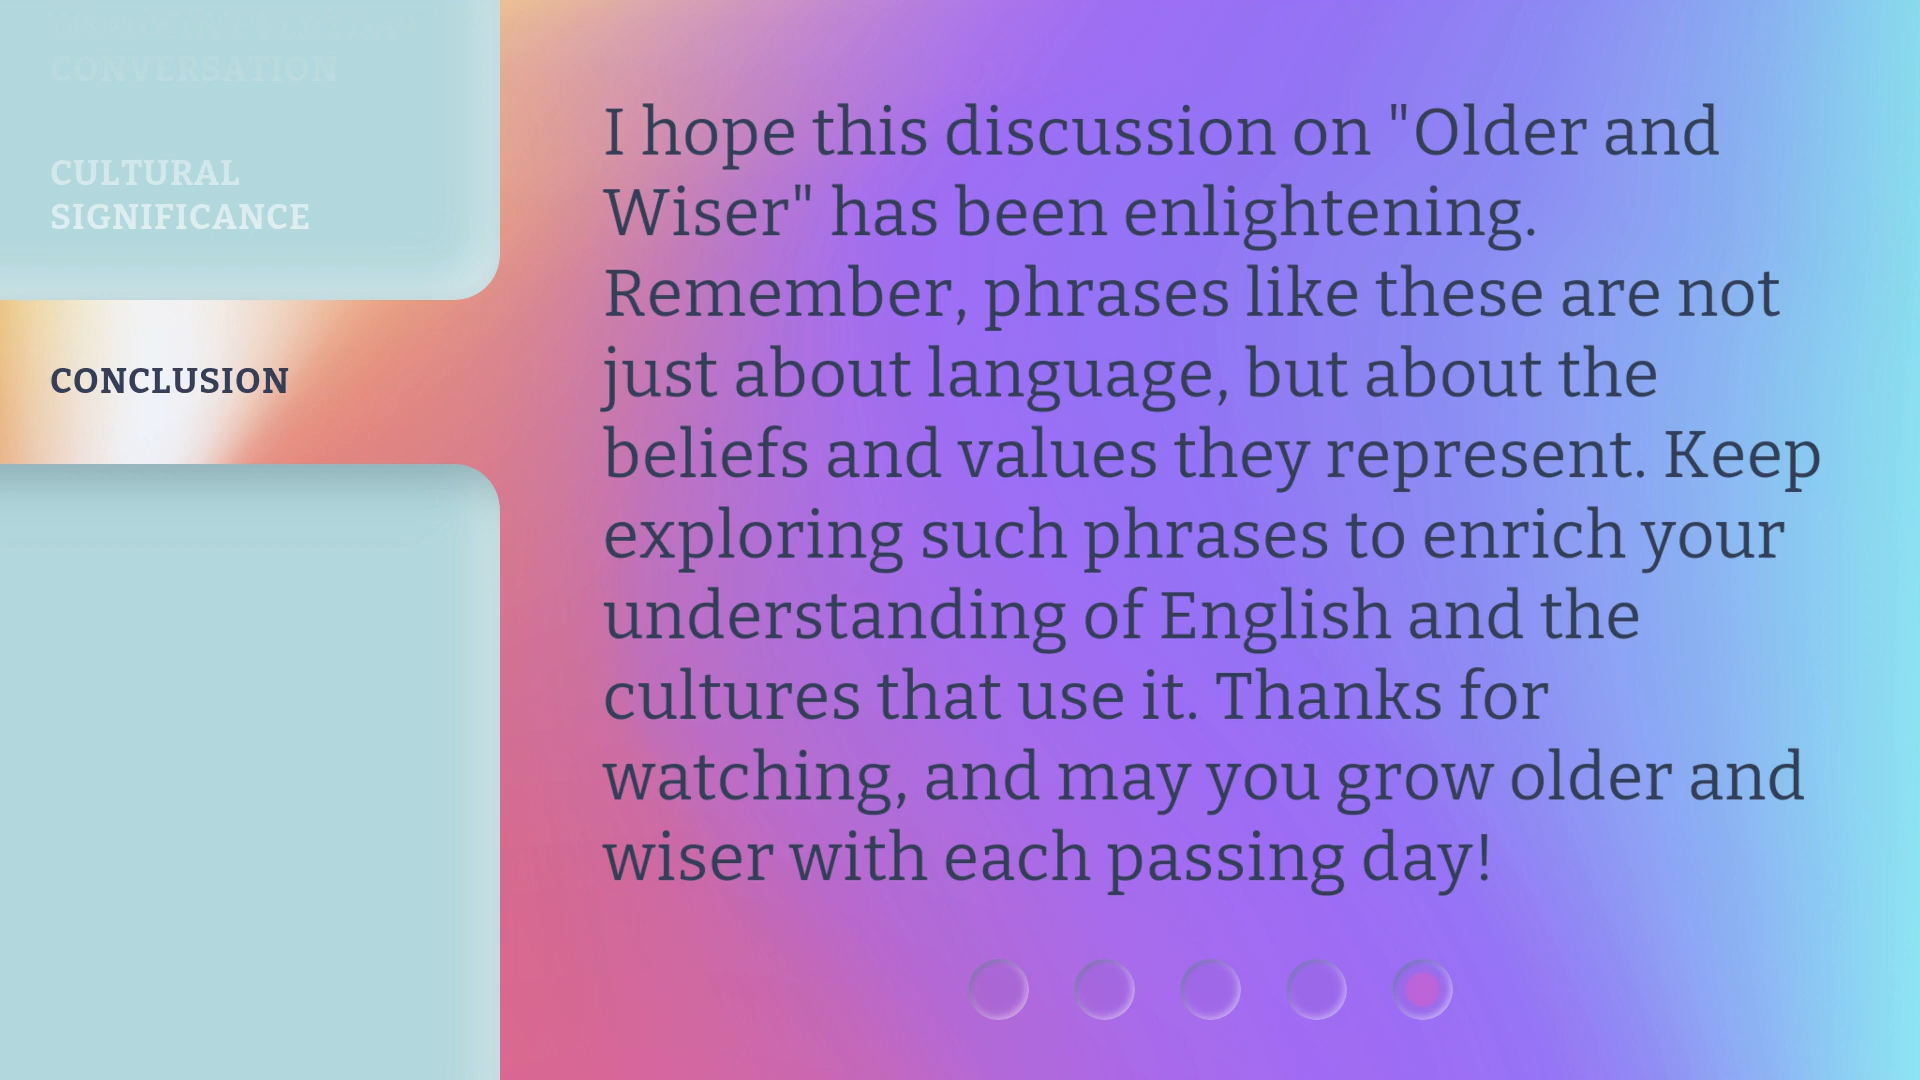 CONVERSATION
CULTURAL
SIGNIFICANCE
CONCLUSION
I hope this discussion on "Older and
Wiser" has been enlightening.
Remember, phrases like these are not
just about language, but about the
beliefs and values they represent. Keep
exploring such phrases to enrich your
understanding of English and the
cultures that use it. Thanks for
watching, and may you grow older and
wiser with each passing day!